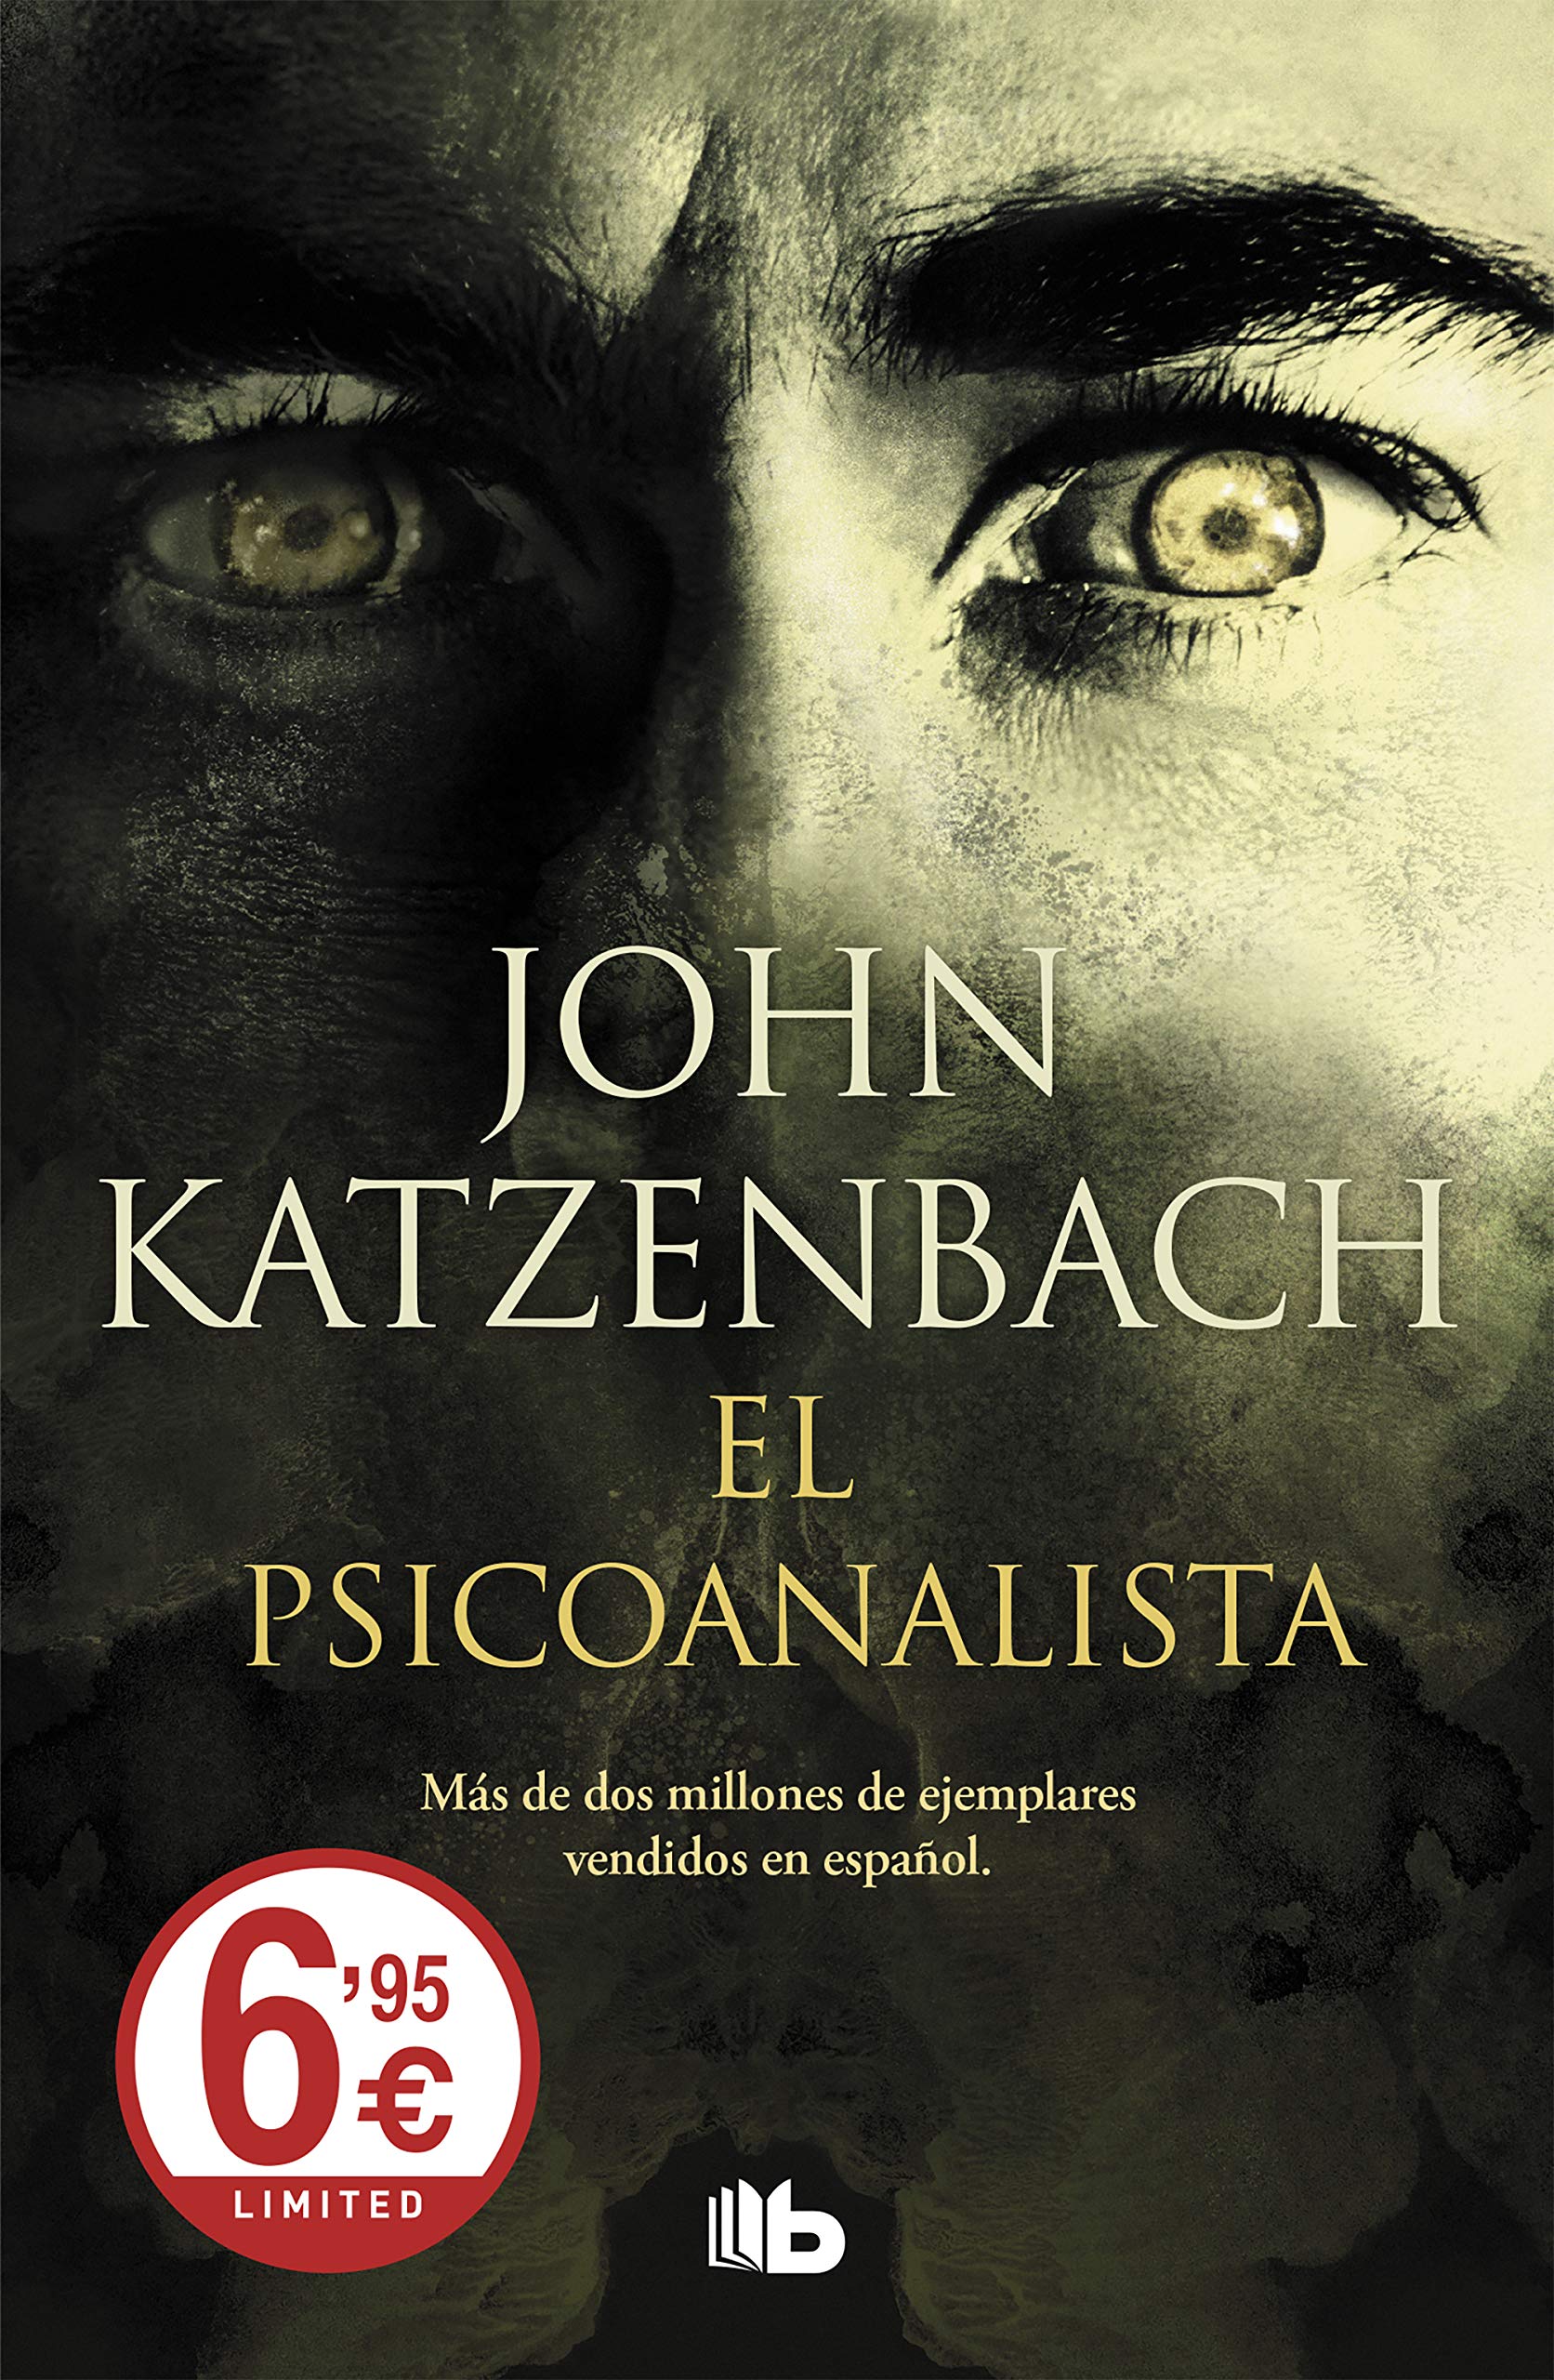 JOHN
KATZENBACH
EL
PSICOANALISTA
Más de dos millones de ejemplares
vendidos en español.
6’95
€
LIMITED
b